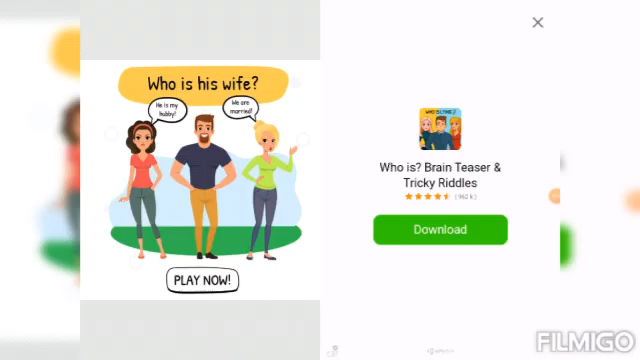 Who is his wife?
He is my
hubby!
We are
married!
PLAY NOW!
Who is? Brain Teaser &
Tricky Riddles
Download
FILMIGO